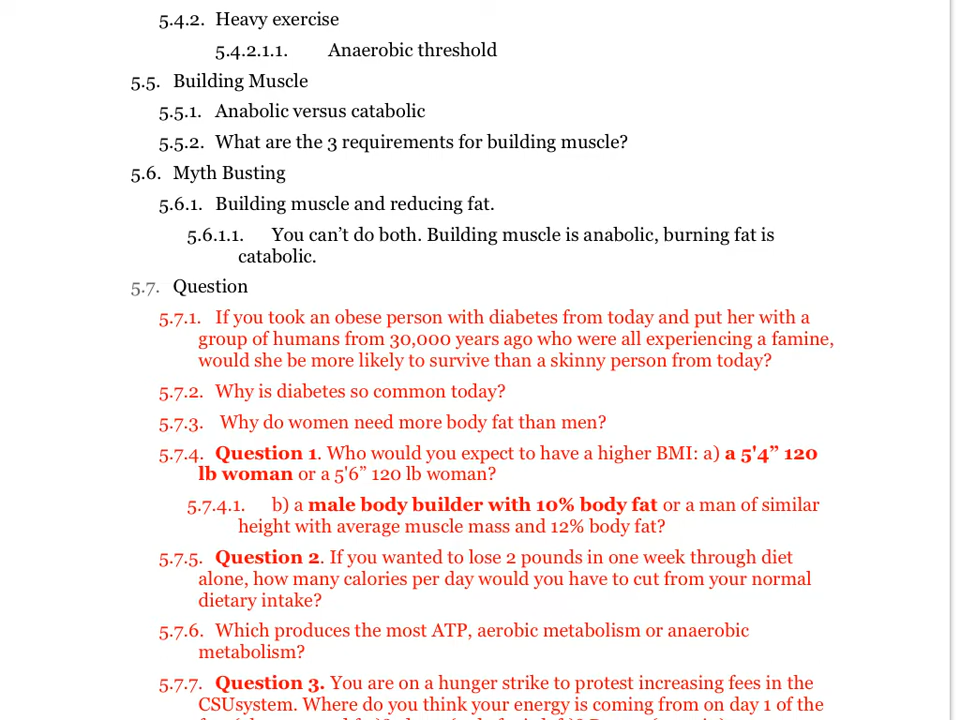 5.4.2. Heavy exercise
5.4.2.1.1. Anaerobic threshold
5.5. Building Muscle
5.5.1. Anabolic versus catabolic
5.5.2. What are the 3 requirements for building muscle?
5.6. Myth Busting
5.6.1. Building muscle and reducing fat.
5.6.1.1. You can’t do both. Building muscle is anabolic, burning fat is
catabolic.
5.7. Question
5.7.1. If you took an obese person with diabetes from today and put her with a
group of humans from 30,000 years ago who were all experiencing a famine,
would she be more likely to survive than a skinny person from today?
5.7.2. Why is diabetes so common today?
5.7.3. Why do women need more body fat than men?
5.7.4. Question 1. Who would you expect to have a higher BMI: a) a 5'4” 120
lb woman or a 5'6” 120 lb woman?
5.7.4.1. b) a male body builder with 10% body fat or a man of similar
height with average muscle mass and 12% body fat?
5.7.5. Question 2. If you wanted to lose 2 pounds in one week through diet
alone, how many calories per day would you have to cut from your normal
dietary intake?
5.7.6. Which produces the most ATP, aerobic metabolism or anaerobic
metabolism?
5.7.7. Question 3. You are on a hunger strike to protest increasing fees in the
CSUsystem. Where do you think your energy is coming from on day 1 of the